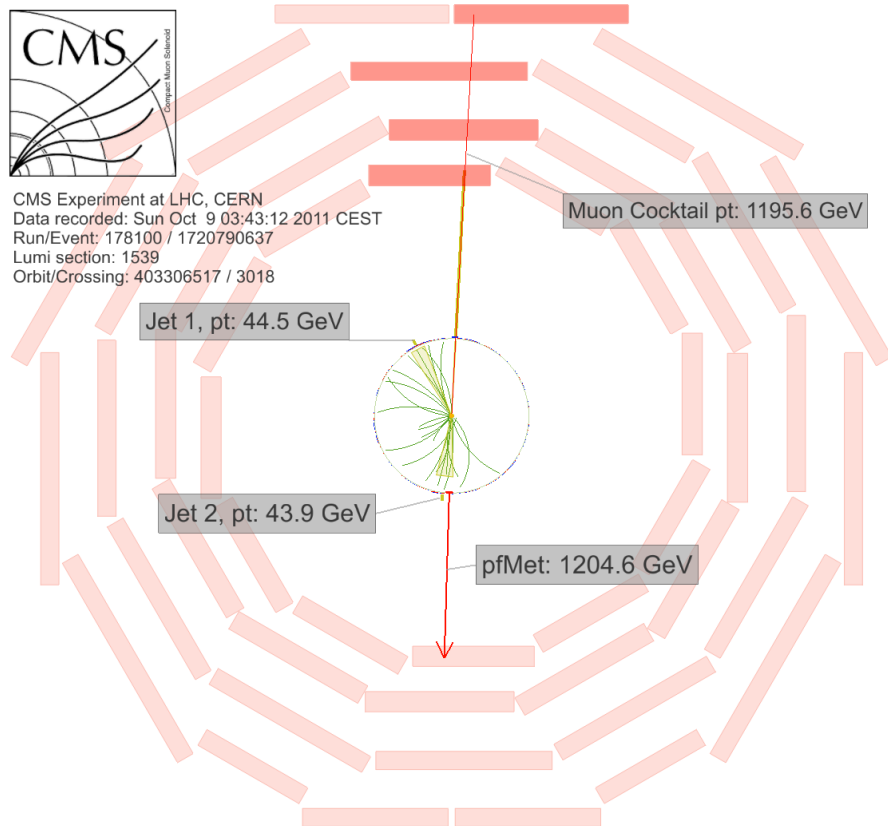 CMS
Compact Muon Solenoid
CMS Experiment at LHC, CERN
Data recorded: Sun Oct  9 03:43:12 2011 CEST
Run/Event: 178100 / 1720790637
Lumi section: 1539
Orbit/Crossing: 403306517 / 3018
Muon Cocktail pt: 1195.6 GeV
Jet 1, pt: 44.5 GeV
Jet 2, pt: 43.9 GeV
pfMet: 1204.6 GeV